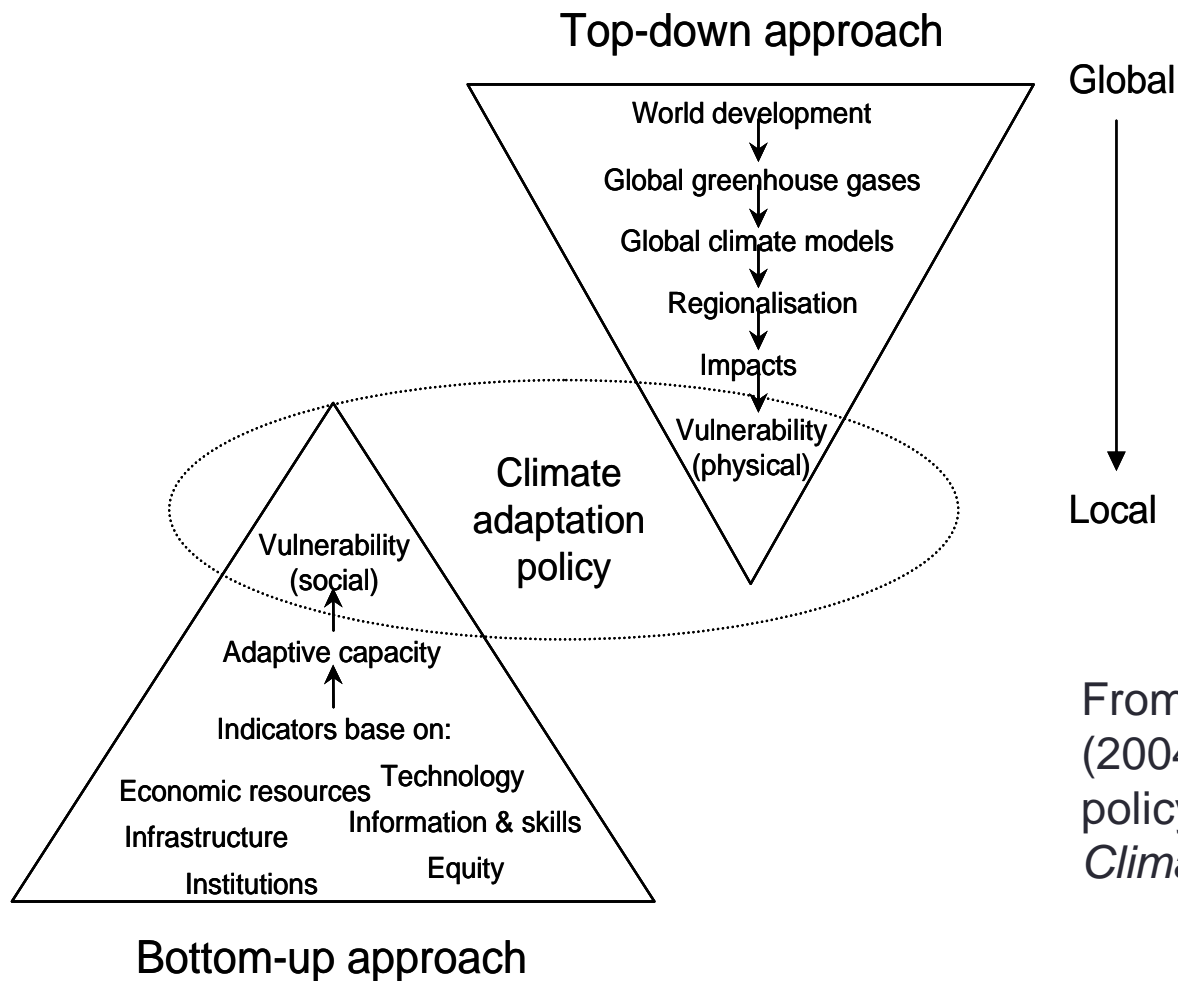 Top-down approach
Global
World development
Global greenhouse gases
Global climate models
Regionalisation
Impacts
Vulnerability
(physical)
Local
Climate
adaptation
policy
Vulnerability
(social)
Adaptive capacity
Indicators base on:
Economic resources
Technology
Infrastructure
Information & skills
Institutions
Equity
Bottom-up approach
From
(2004
policy